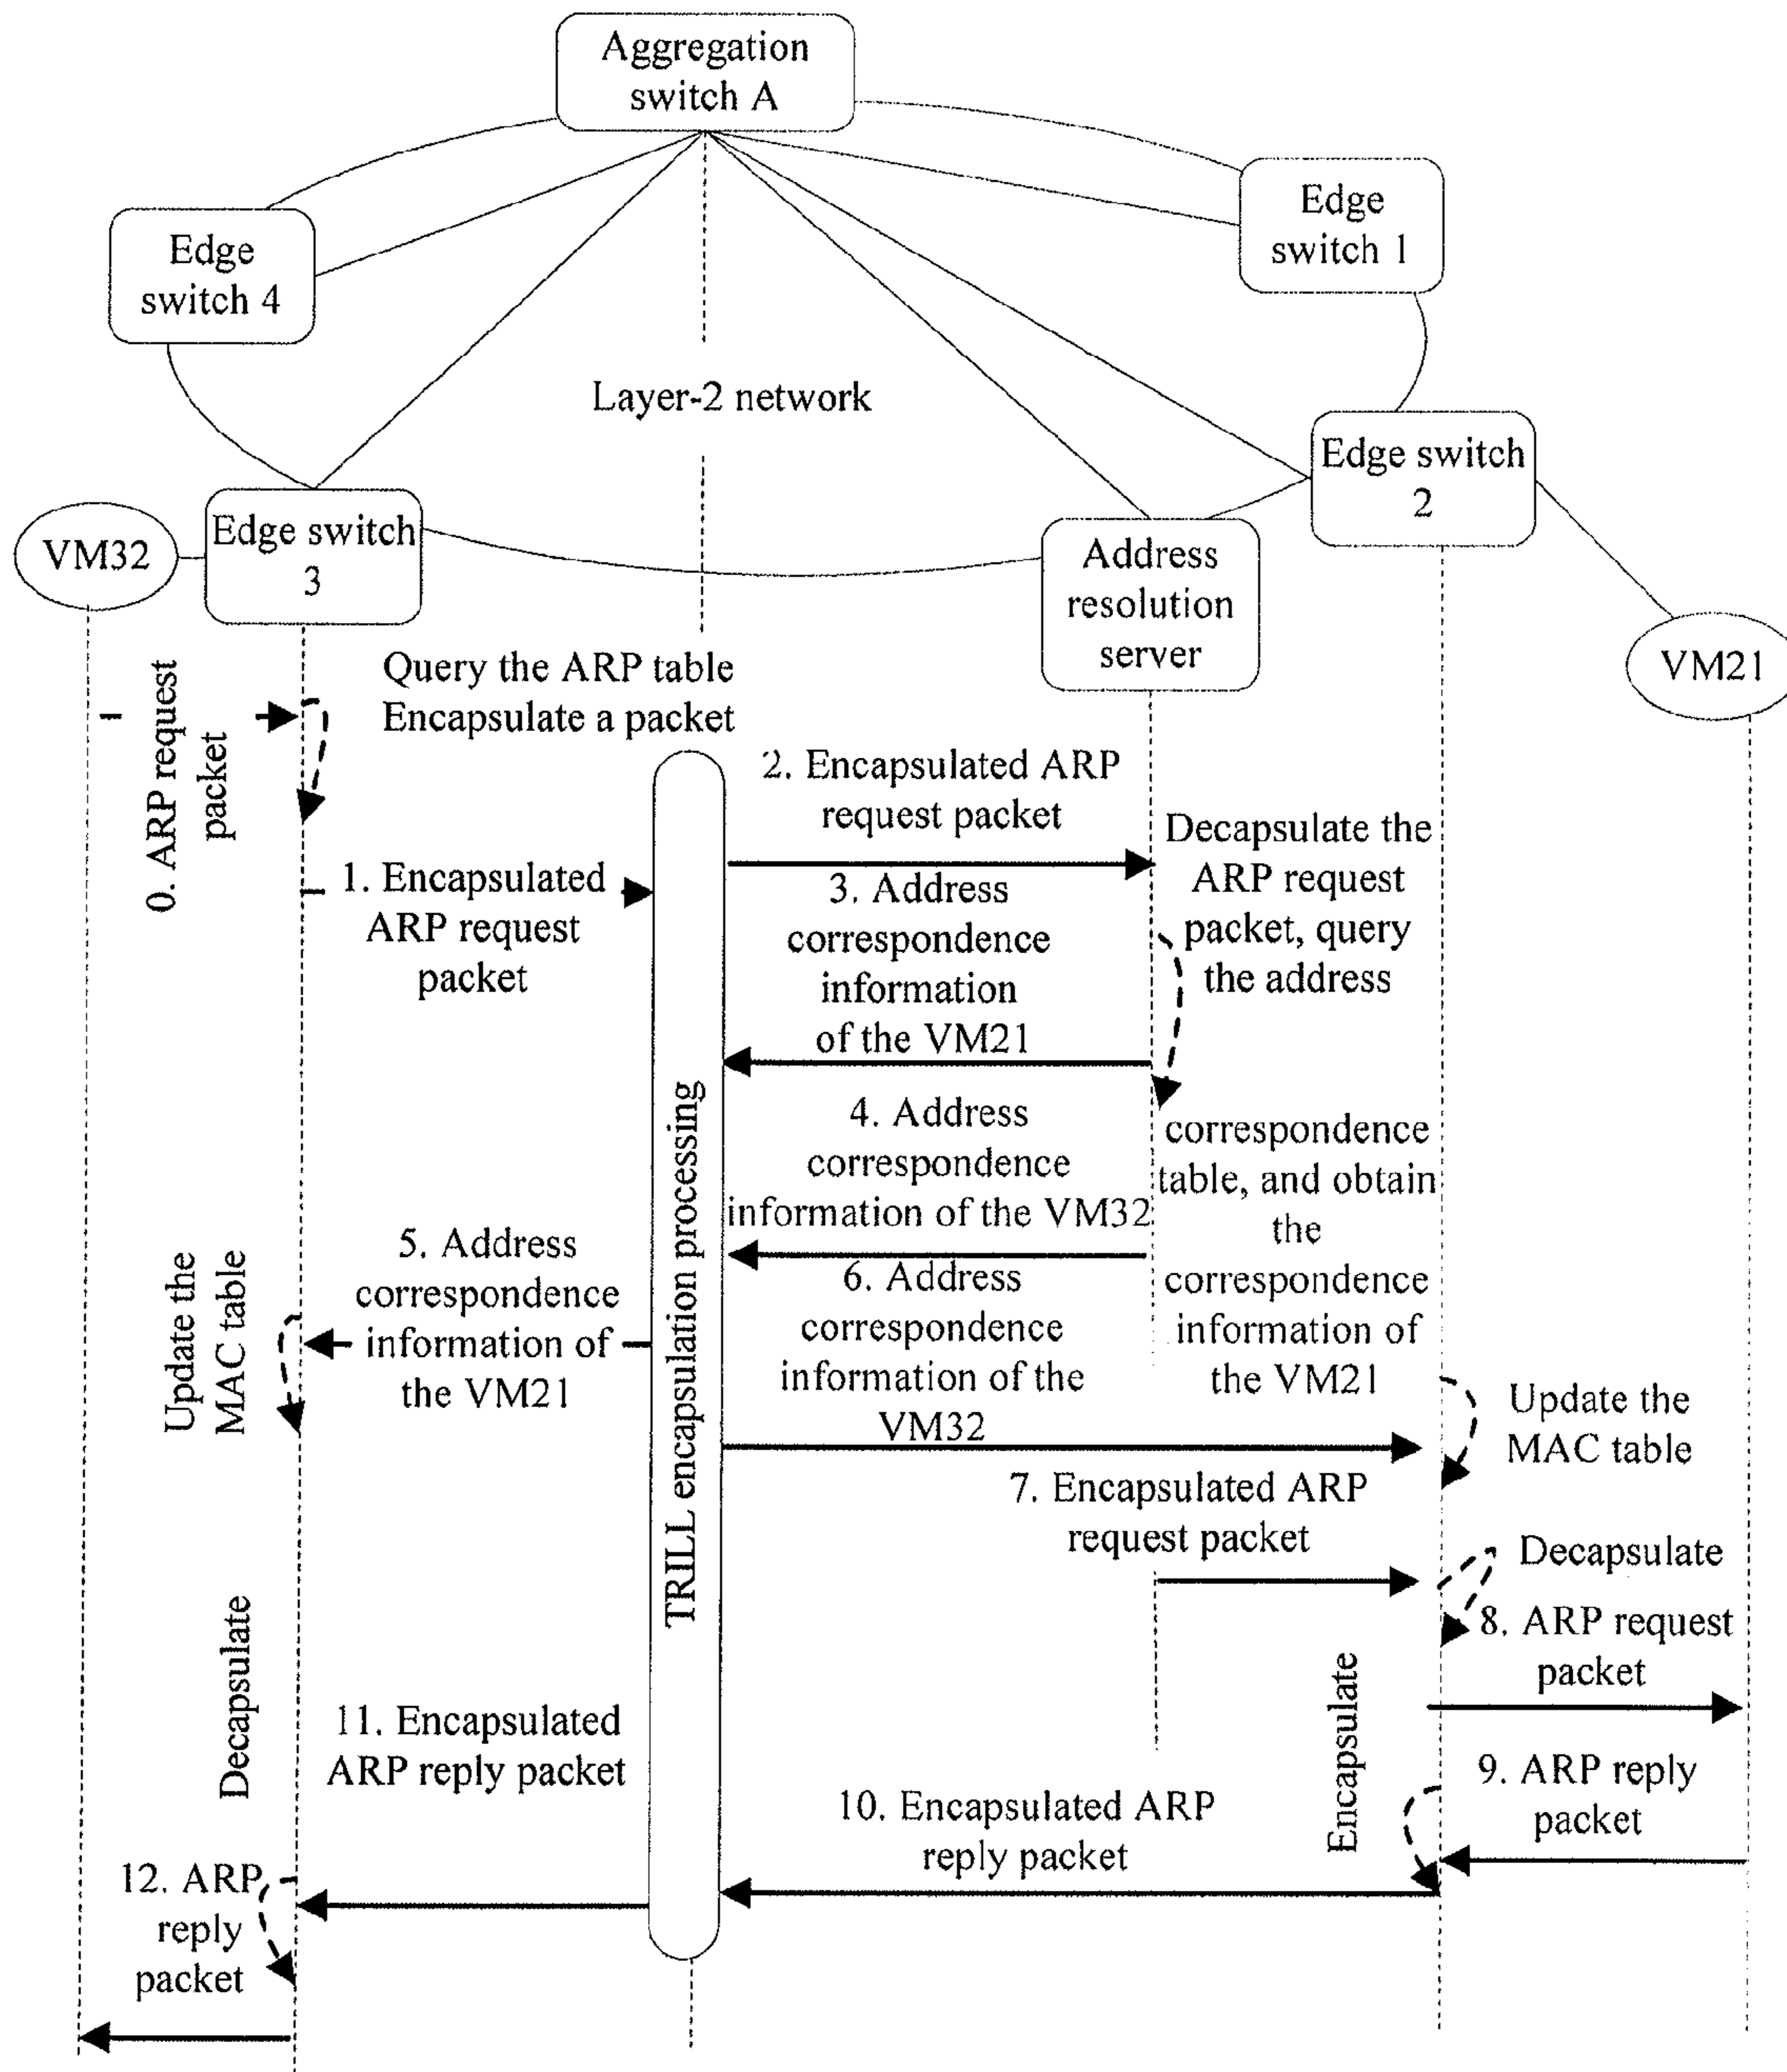 Aggregation
switch A
Edge
switch 1
Edge
switch 4
Layer-2 network
Edge switch
2
Edge switch
3
VM32
Address
resolution
server
VM21
0. ARP request
packet
Query the ARP table
Encapsulate a packet
1. Encapsulated
ARP request
packet
2. Encapsulated ARP
request packet
Decapsulate the
ARP request
packet, query
the address
correspondence
table, and obtain
the
correspondence
information of
the VM21
3. Address
correspondence
information
of the VM21
4. Address
correspondence
information of the VM32
TRILL encapsulation processing
5. Address
correspondence
information of
the VM21
Update the
MAC table
6. Address
correspondence
information of the
VM32
Update the
MAC table
7. Encapsulated ARP
request packet
Decapsulate
8. ARP request
packet
Encapsulate
9. ARP reply
packet
10. Encapsulated ARP
reply packet
11. Encapsulated
ARP reply packet
Decapsulate
12. ARP
reply
packet